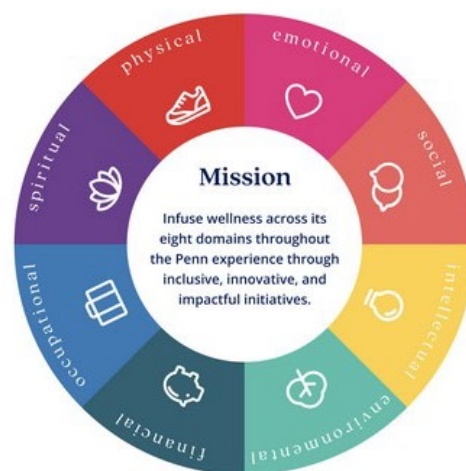 physical
emotional
social
intellectual
environmental
financial
occupational
spiritual
Mission
Infuse wellness across its
eight domains throughout
the Penn experience through
inclusive, innovative, and
impactful initiatives.